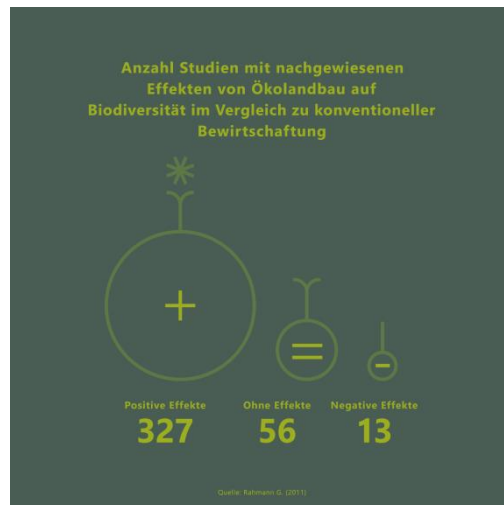 Anzahl Studien mit nachgewiesenen
Effekten von Ökolandbau auf
Biodiversität im Vergleich zu konventioneller
Bewirtschaftung
+
=
-
Positive Effekte
327
Ohne Effekte
56
Negative Effekte
13
Quelle: Rahmann G. (2011)